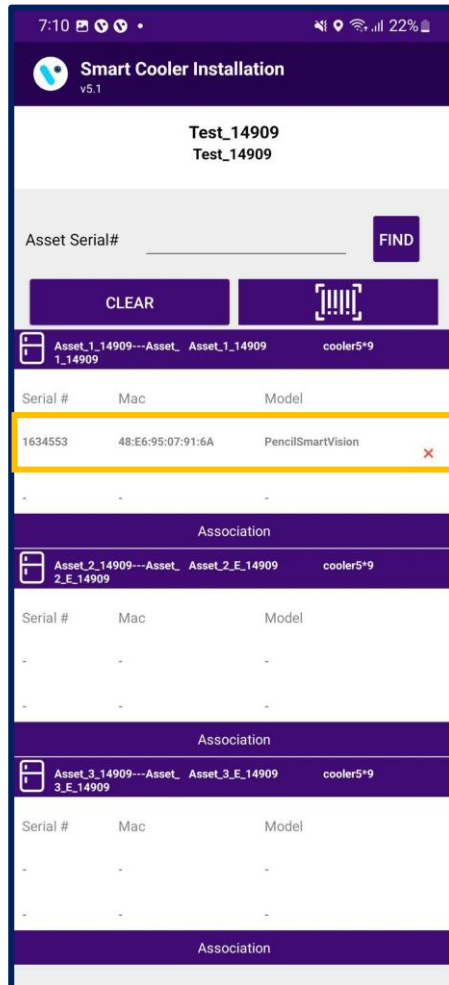 7:10 22%
Smart Cooler Installation
v5.1
Test_14909
Test_14909
Asset Serial# FIND
CLEAR
Asset_1_14909---Asset_ Asset_1_14909 cooler5*9
1_14909
Serial # Mac Model
1634553 48:E6:95:07:91:6A PencilSmartVision
- - -
Association
Asset_2_14909---Asset_ Asset_2_E_14909 cooler5*9
2_E_14909
Serial # Mac Model
- - -
- - -
Association
Asset_3_14909---Asset_ Asset_3_E_14909 cooler5*9
3_E_14909
Serial # Mac Model
- - -
- - -
Association